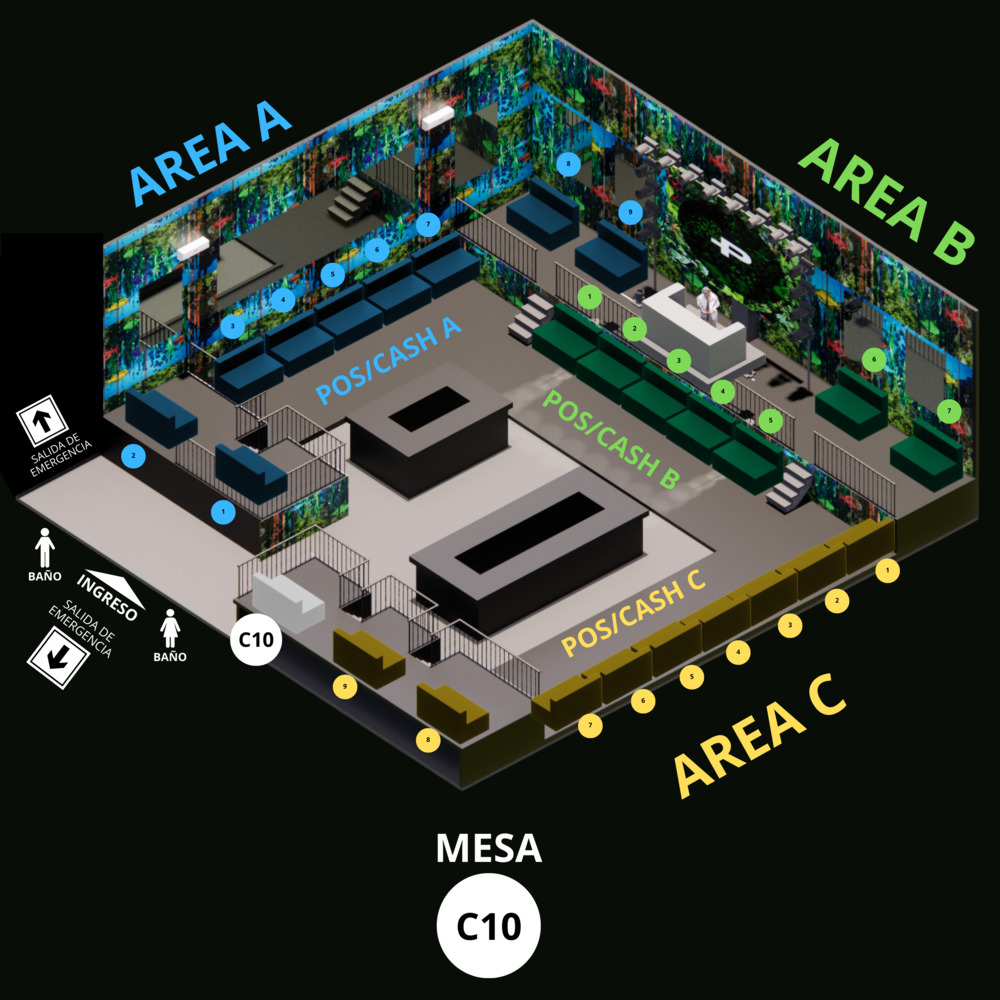 AREA A
AREA B
8
9
7
6
5
4
3
1
2
3
4
5
6
7
POS/CASH A
POS/CASH B
2
1
SALIDA DE
EMERGENCIA
BAÑO
INGRESO
SALIDA DE
EMERGENCIA
BAÑO
C10
9
8
POS/CASH C
1
2
3
4
5
6
7
AREA C
MESA
C10